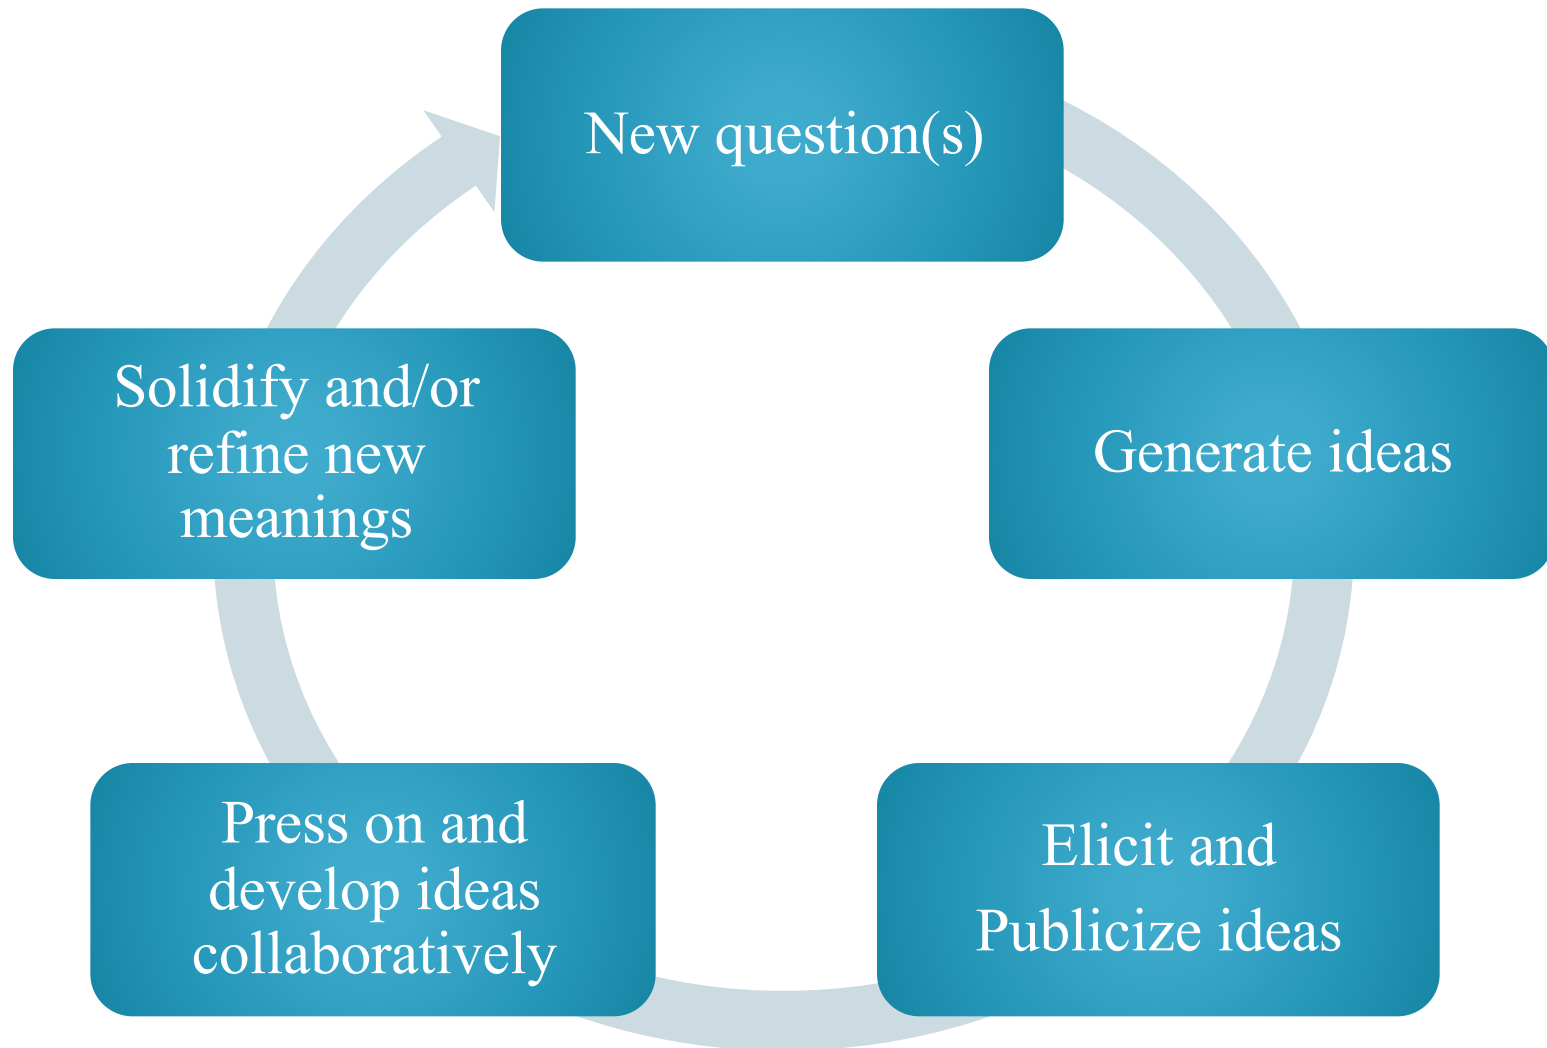 New question(s)
Generate ideas
Elicit and
Publicize ideas
Press on and
develop ideas
collaboratively
Solidify and/or
refine new
meanings